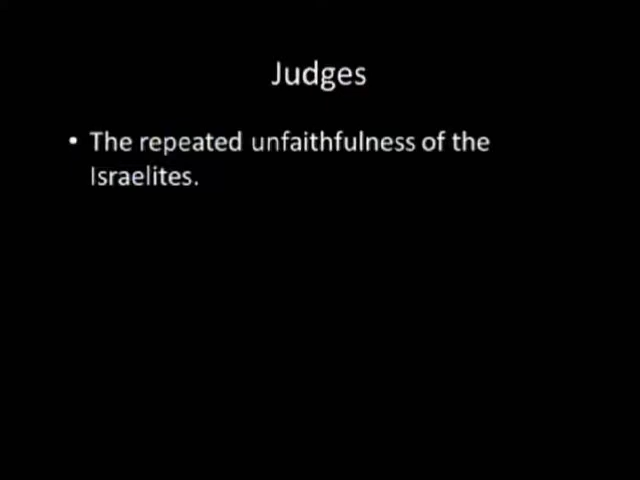 Judges
• The repeated unfaithfulness of the
Israelites.